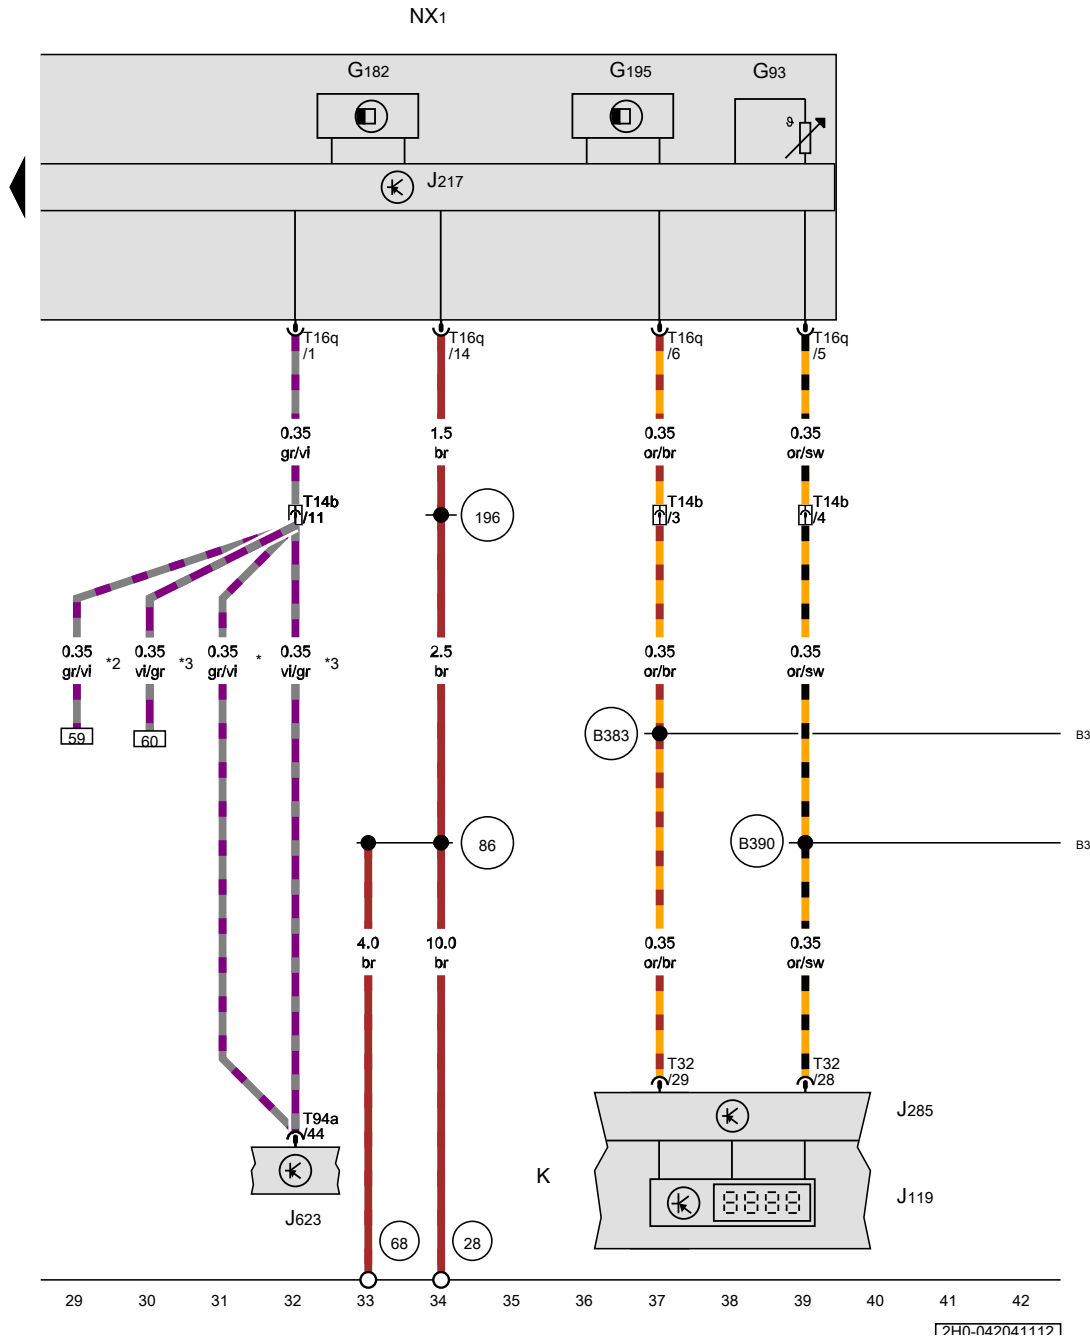 NX1
G182
G195
G93
ϑ
J217
T16q
/1
T16q
/14
T16q
/6
T16q
/5
0.35
gr/vi
1.5
br
0.35
or/br
0.35
or/sw
T14b
/11
196
T14b
/3
T14b
/4
0.35
gr/vi
*2
0.35
vi/gr
*3
0.35
gr/vi
*
0.35
vi/gr
*3
2.5
br
0.35
or/br
0.35
or/sw
59
60
B383
B3
86
B390
B3
4.0
br
10.0
br
0.35
or/br
0.35
or/sw
T32
/29
T32
/28
T94a
/44
J285
K
J119
8888
J623
68
28
29 30 31 32 33 34 35 36 37 38 39 40 41 42
2H0-042041112